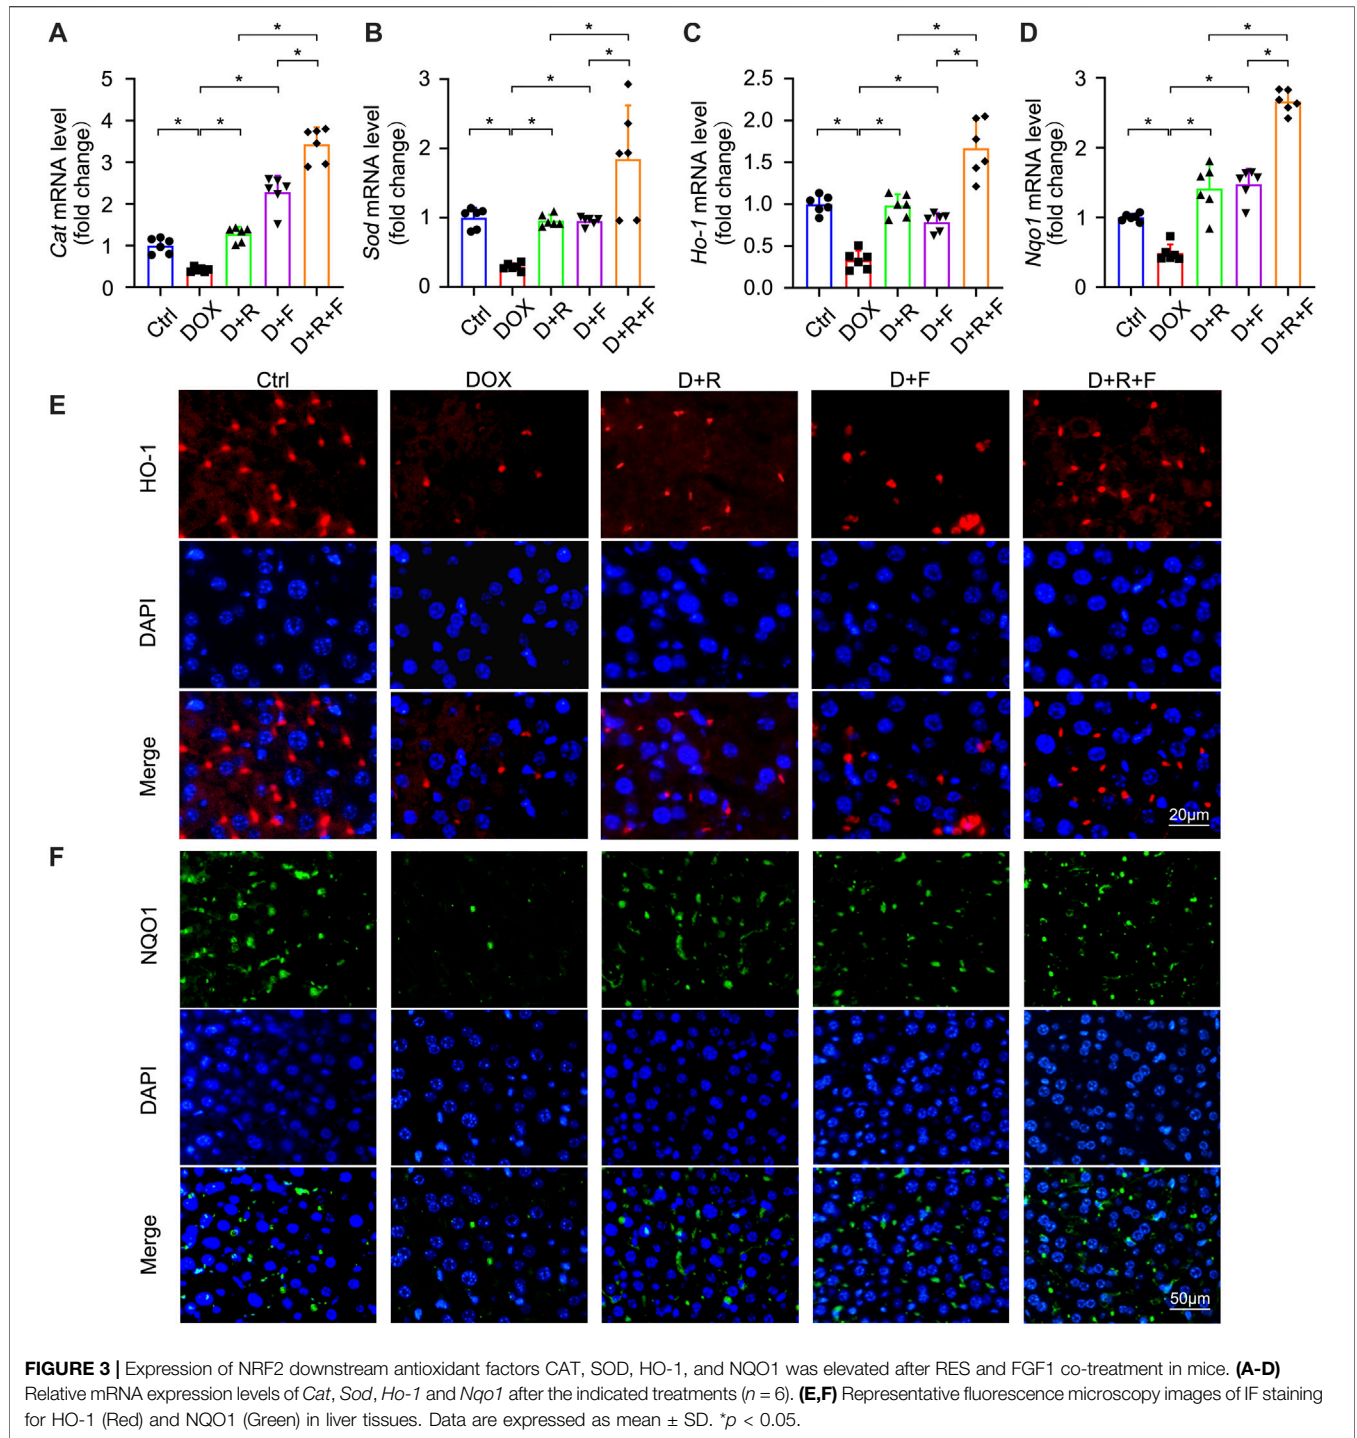 A
B
C
D
Cat mRNA level
(fold change)
5
4
3
2
1
0
Ctrl
DOX
D+R
D+F
D+R+F
*
*
*
*
*
Sod mRNA level
(fold change)
3
2
1
0
Ctrl
DOX
D+R
D+F
D+R+F
*
*
*
*
*
Ho-1 mRNA level
(fold change)
2.5
2.0
1.5
1.0
0.5
0.0
Ctrl
DOX
D+R
D+F
D+R+F
*
*
*
*
*
Nqo1 mRNA level
(fold change)
3
2
1
0
Ctrl
DOX
D+R
D+F
D+R+F
*
*
*
*
*
Ctrl DOX D+R D+F D+R+F
E
HO-1
DAPI
Merge
20μm
F
NQO1
DAPI
Merge
50μm
FIGURE 3 | Expression of NRF2 downstream antioxidant factors CAT, SOD, HO-1, and NQO1 was elevated after RES and FGF1 co-treatment in mice. (A-D)
Relative mRNA expression levels of Cat, Sod, Ho-1 and Nqo1 after the indicated treatments (n = 6). (E,F) Representative fluorescence microscopy images of IF staining
for HO-1 (Red) and NQO1 (Green) in liver tissues. Data are expressed as mean ± SD. *p < 0.05.